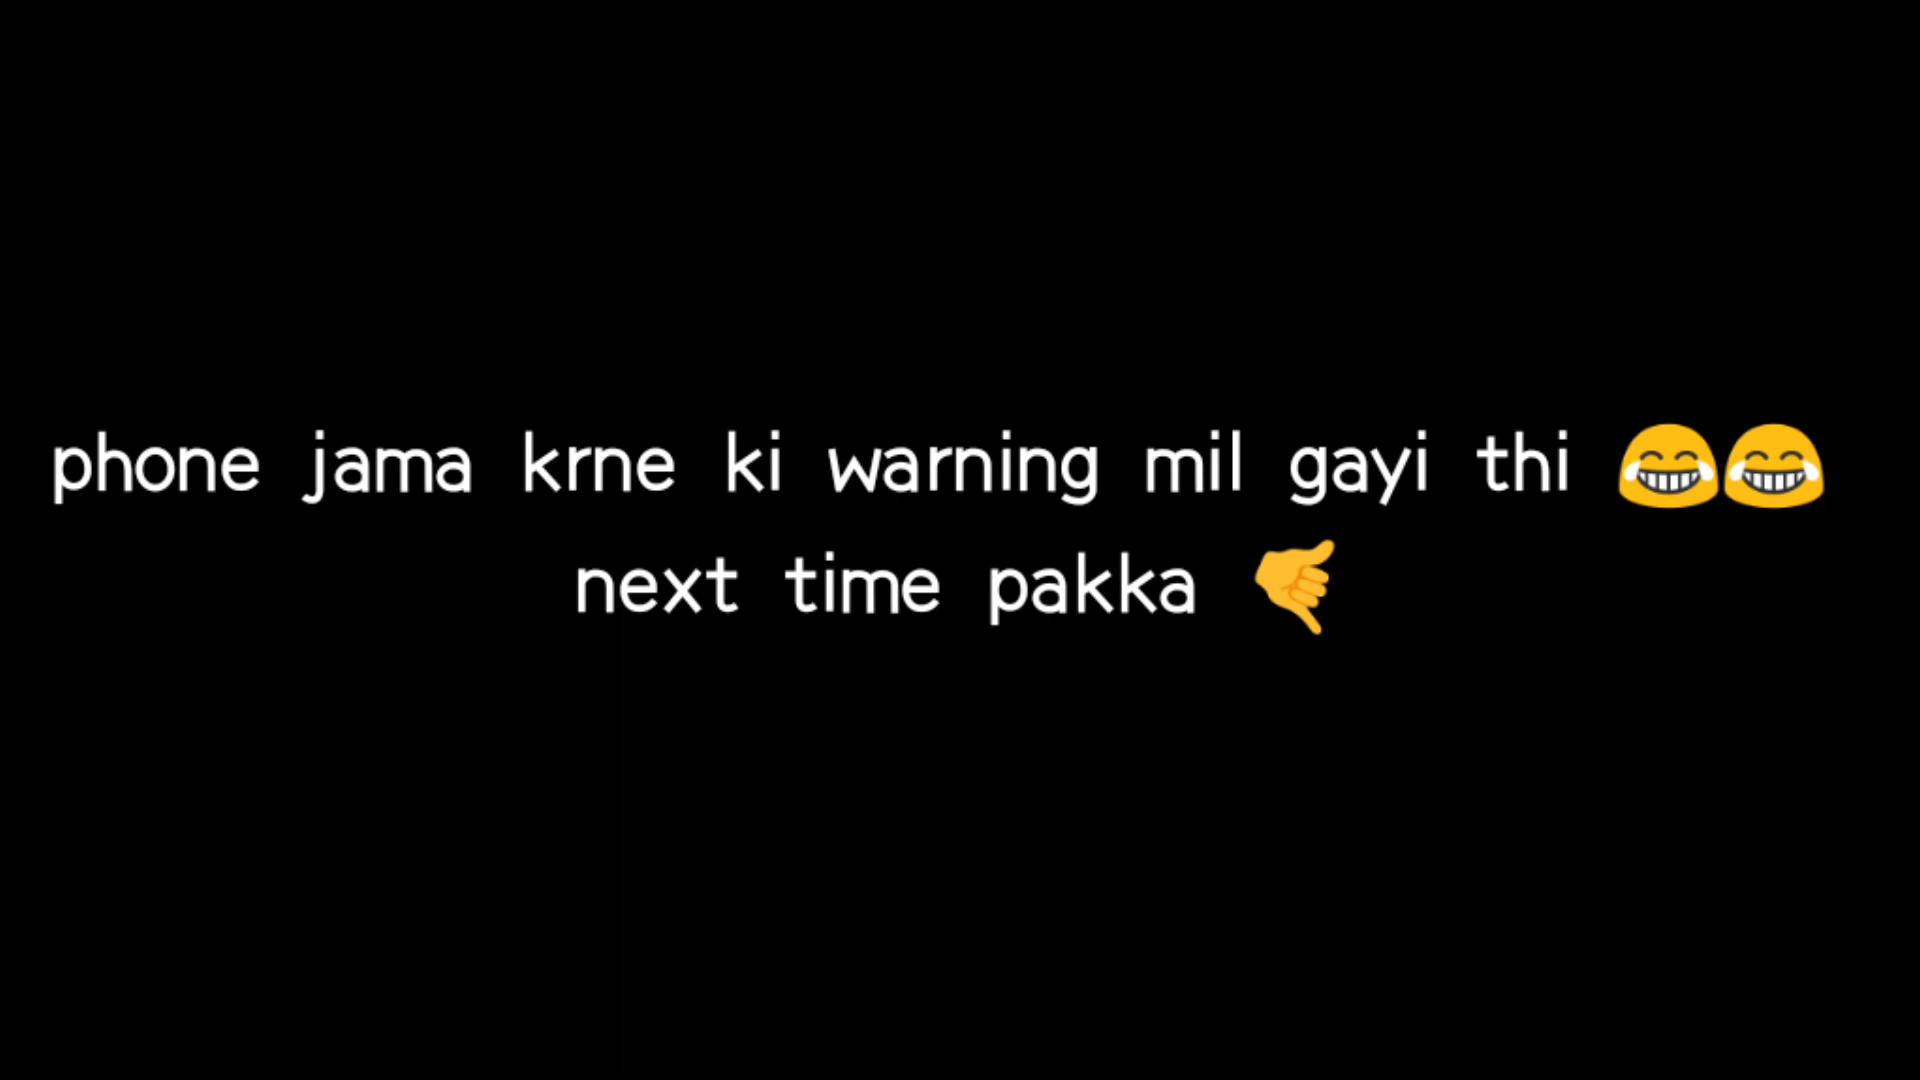 phone jama krne ki warning mil gayi thi 😂😂
next time pakka 🤙